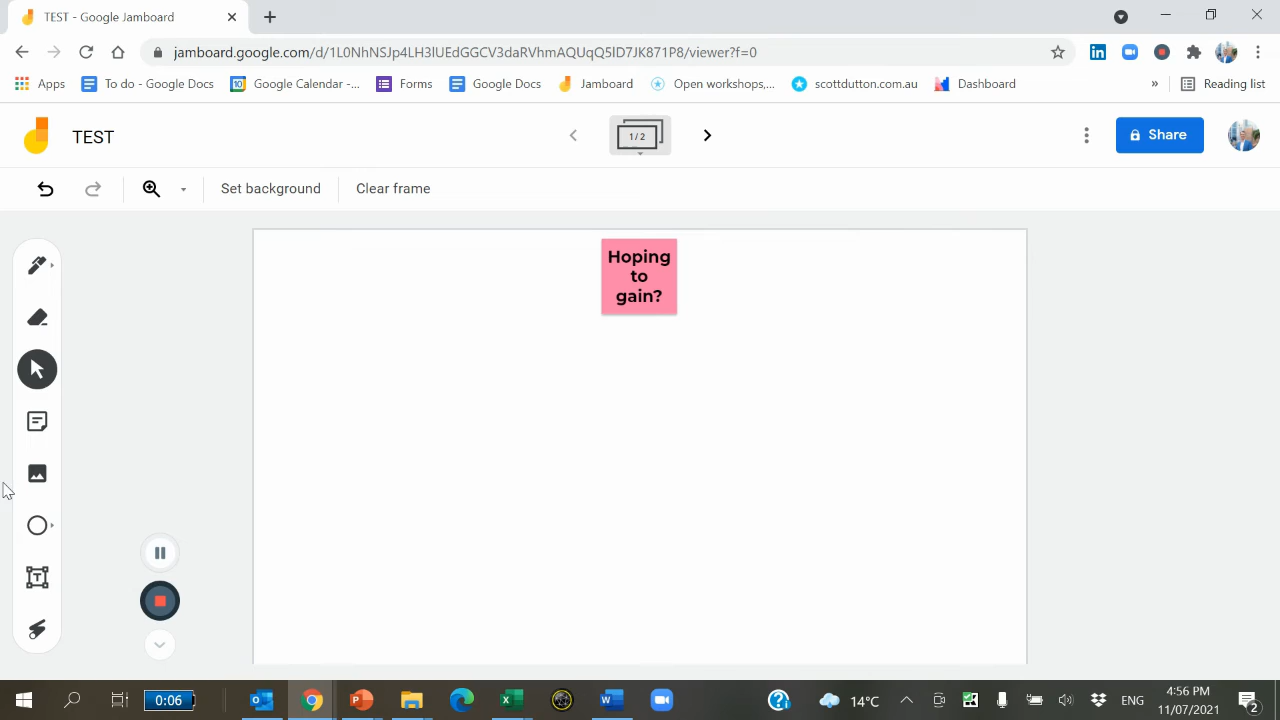 TEST - Google Jamboard
jamboard.google.com/d/1L0NhNSJp4LH3lUEdGGCV3daRVhmAQUqQ5lD7JK871P8/viewer?f=0
Apps
To do - Google Docs
Google Calendar -...
Forms
Google Docs
Jamboard
Open workshops,...
scottdutton.com.au
Dashboard
»
Reading list
TEST
1 / 2
Share
Set background
Clear frame
Hoping
to
gain?
0:06
14°C
ENG
4:56 PM
11/07/2021
2